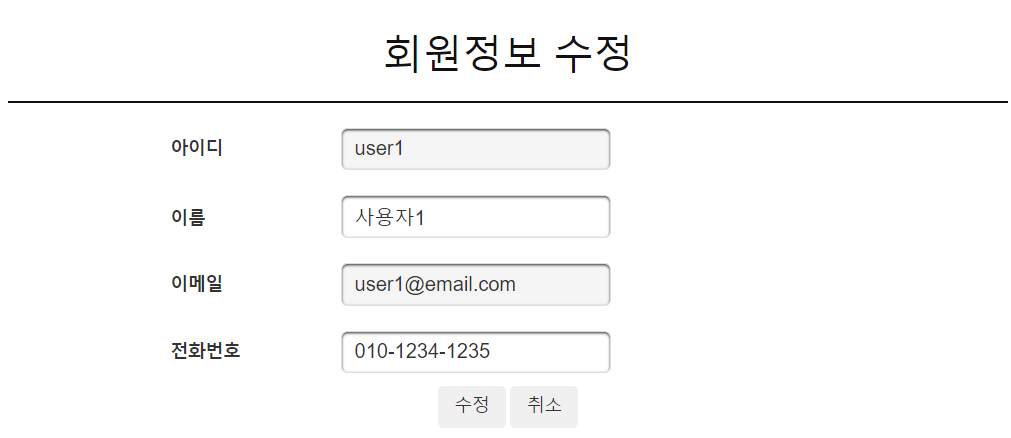 회원정보 수정
아이디 user1
이름 사용자1
이메일 user1@email.com
전화번호 010-1234-1235
수정 취소